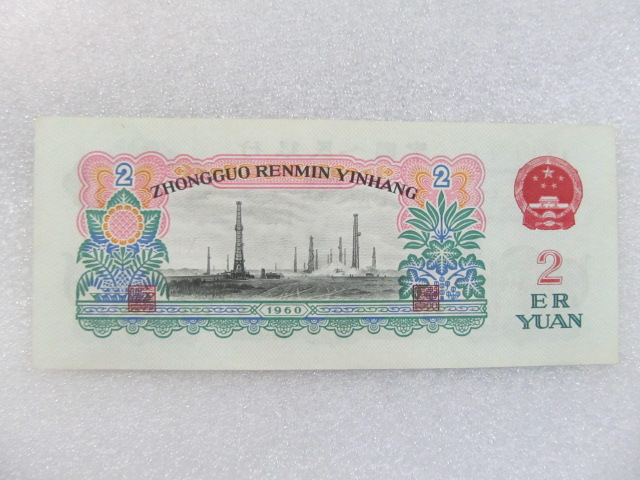 2
2
ZHONGGUO RENMIN YINHANG
1960
2
ER
YUAN